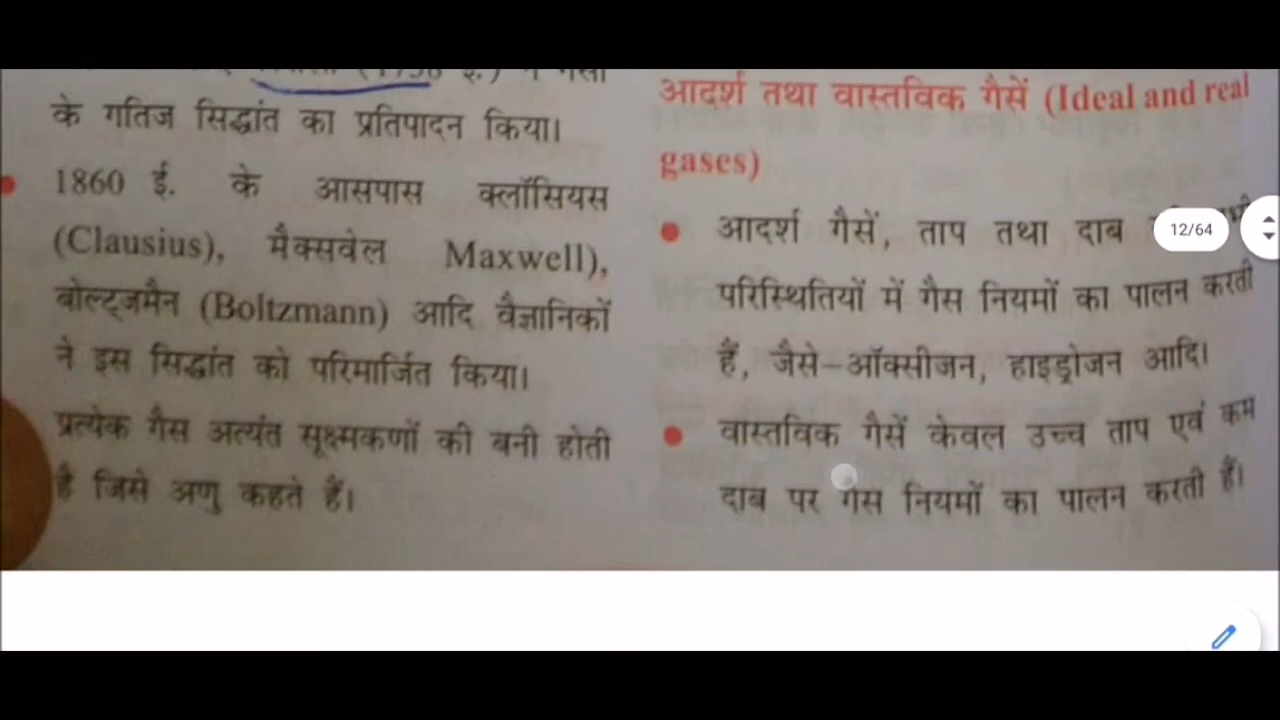 के गतिज सिद्धांत का प्रतिपादन किया।
1860 ई. के आसपास क्लॉसियस
(Clausius), मैक्सवेल Maxwell),
बोल्ट्जमैन (Boltzmann) आदि वैज्ञानिकों
ने इस सिद्धांत को परिमार्जित किया।
प्रत्येक गैस अत्यंत सूक्ष्मकणों की बनी होती
है जिसे अणु कहते हैं।
आदर्श तथा वास्तविक गैसें (Ideal and real
gases)
आदर्श गैसें, ताप तथा दाब
परिस्थितियों में गैस नियमों का पालन करती
हैं, जैसे-ऑक्सीजन, हाइड्रोजन आदि।
वास्तविक गैसें केवल उच्च ताप एवं कम
दाब पर गैस नियमों का पालन करती हैं।
12/64